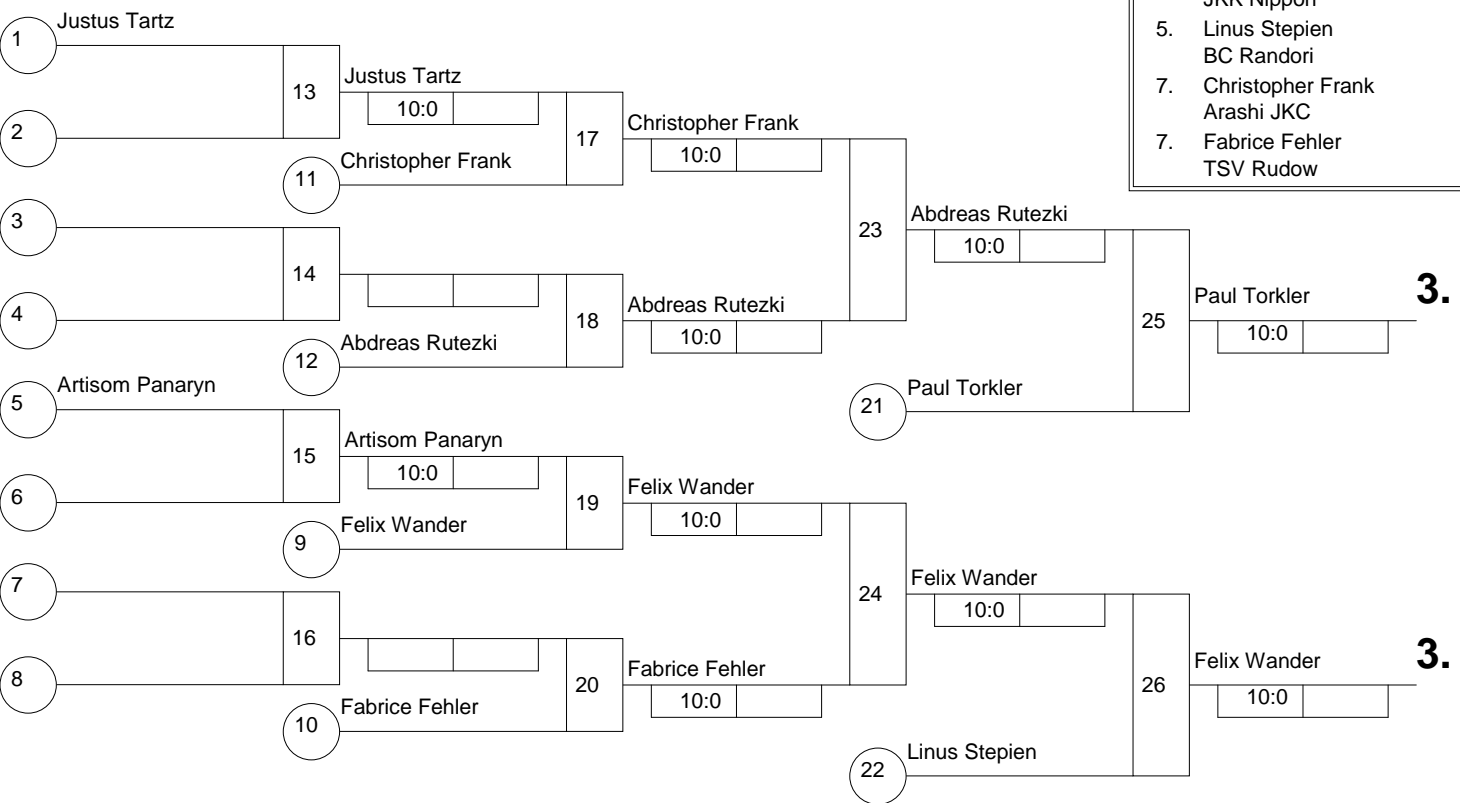 JKR Nippon
5. Linus Stepien
BC Randori
7. Christopher Frank
Arashi JKC
7. Fabrice Fehler
TSV Rudow
1 Justus Tartz
2
13 Justus Tartz
10:0
11 Christopher Frank
17 Christopher Frank
10:0
3
4
14
12 Abdreas Rutezki
18 Abdreas Rutezki
10:0
23 Abdreas Rutezki
10:0
21 Paul Torkler
25 Paul Torkler 3.
10:0
5 Artisom Panaryn
6
15 Artisom Panaryn
10:0
9 Felix Wander
19 Felix Wander
10:0
7
8
16
10 Fabrice Fehler
20 Fabrice Fehler
10:0
24 Felix Wander
10:0
22 Linus Stepien
26 Felix Wander 3.
10:0